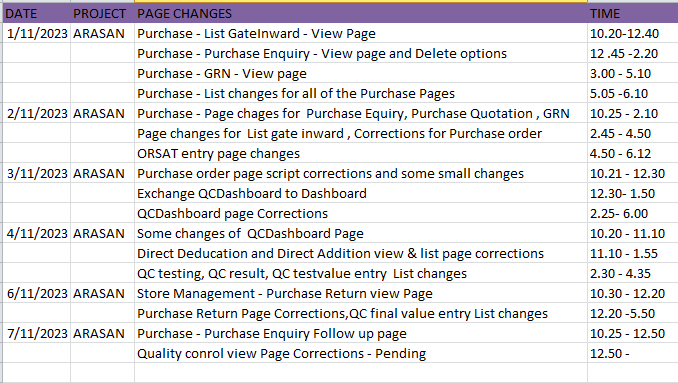 DATE PROJECT PAGE CHANGES TIME
1/11/2023 ARASAN Purchase - List GateInward - View Page 10.20-12.40
Purchase - Purchase Enquiry - View page and Delete options 12 .45 -2.20
Purchase - GRN - View page 3.00 - 5.10
Purchase - List changes for all of the Purchase Pages 5.05 -6.10
2/11/2023 ARASAN Purchase - Page chages for Purchase Equiry, Purchase Quotation , GRN 10.25 - 2.10
Page changes for List gate inward , Corrections for Purchase order 2.45 - 4.50
ORSAT entry page changes 4.50 - 6.12
3/11/2023 ARASAN Purchase order page script corrections and some small changes 10.21 - 12.30
Exchange QCDashboard to Dashboard 12.30- 1.50
QCDashboard page Corrections 2.25- 6.00
4/11/2023 ARASAN Some changes of QCDashboard Page 10.20 - 11.10
Direct Deducation and Direct Addition view & list page corrections 11.10 - 1.55
QC testing, QC result, QC testvalue entry List changes 2.30 - 4.35
6/11/2023 ARASAN Store Management - Purchase Return view Page 10.30 - 12.20
Purchase Return Page Corrections,QC final value entry List changes 12.20 -5.50
7/11/2023 ARASAN Purchase - Purchase Enquiry Follow up page 10.25 - 12.50
Quality conrol view Page Corrections - Pending 12.50 -